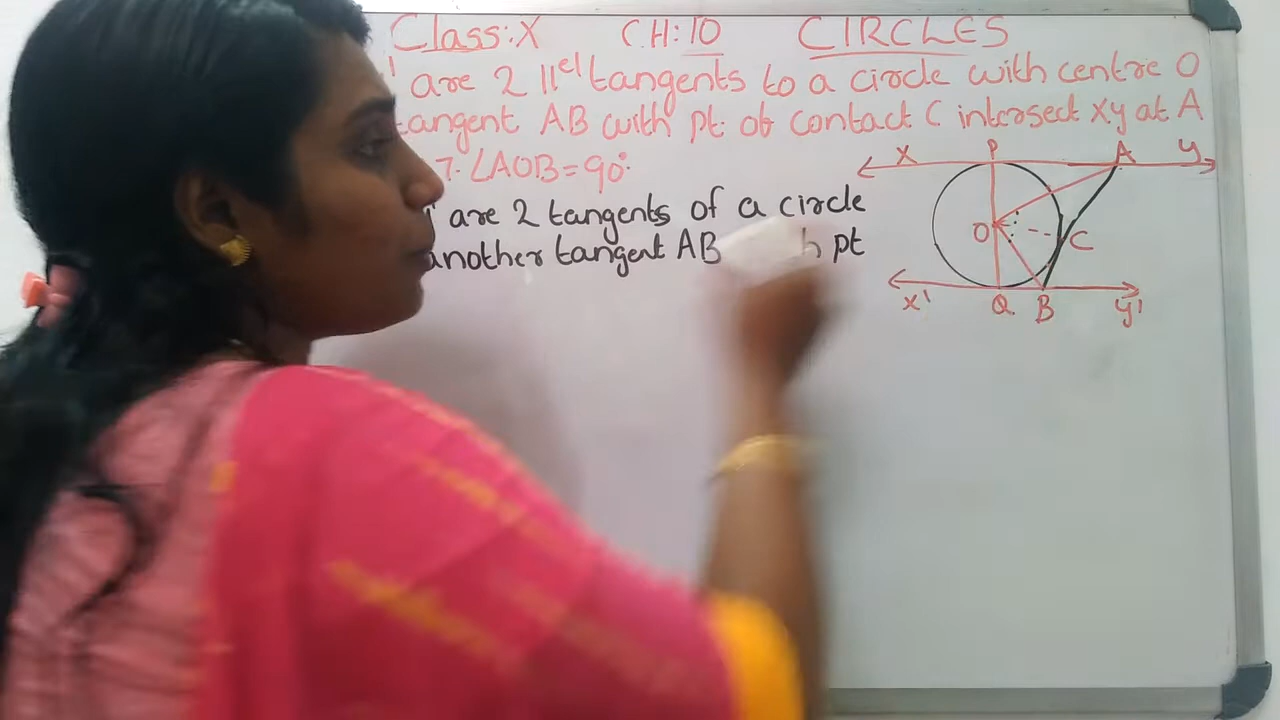 Class:X CH:10 CIRCLES
are 2 llel tangents to a circle with centre O
tangent AB with pt of contact C intersect xy at A
T. ∠AOB=90°
are 2 tangents of a circle
another tangent AB pt
X P A y
O C
x' Q B y'